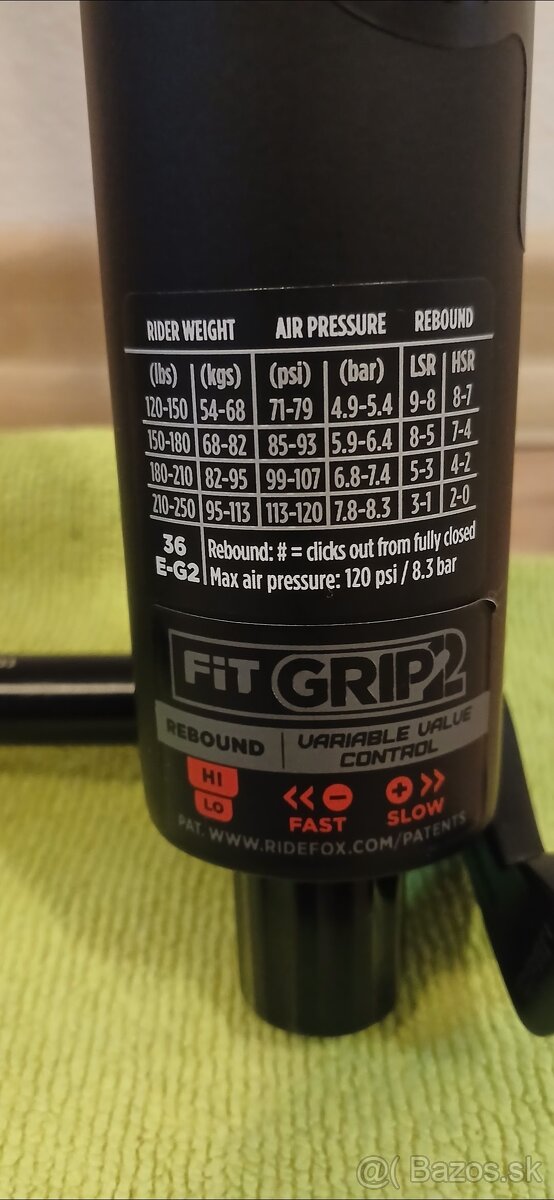 RIDER WEIGHT AIR PRESSURE REBOUND
(lbs) (kgs) (psi) (bar) LSR HSR
120-150 54-68 71-79 4.9-5.4 9-8 8-7
150-180 68-82 85-93 5.9-6.4 8-5 7-4
180-210 82-95 99-107 6.8-7.4 5-3 4-2
210-250 95-113 113-120 7.8-8.3 3-1 2-0
36 E-G2
Rebound: # = clicks out from fully closed
Max air pressure: 120 psi / 8.3 bar
FiT GRIP2
REBOUND VARIABLE VALVE CONTROL
HI
LO
<<- +>>
FAST SLOW
PAT. WWW.RIDEFOX.COM/PATENTS
@( Bazos.sk